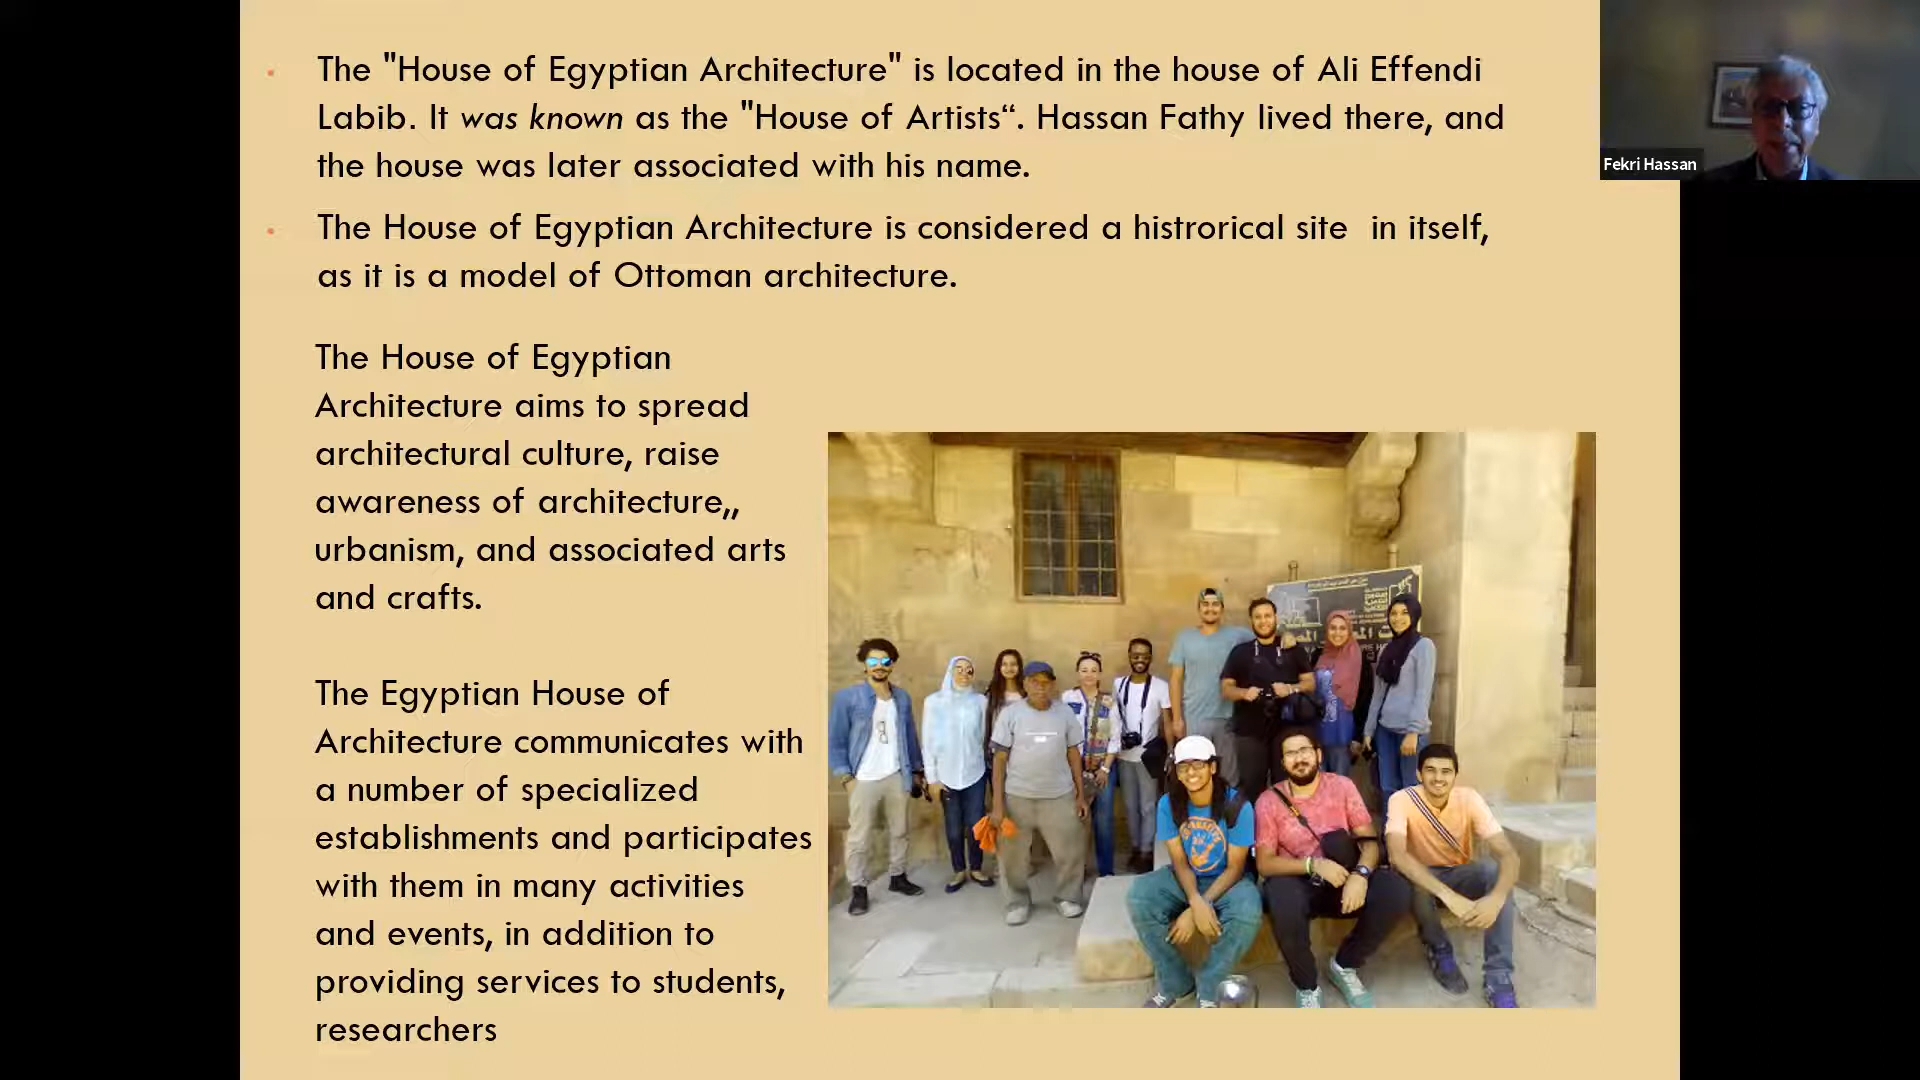 The "House of Egyptian Architecture" is located in the house of Ali Effendi
Labib. It was known as the "House of Artists“. Hassan Fathy lived there, and
the house was later associated with his name.
The House of Egyptian Architecture is considered a histrorical site  in itself,
as it is a model of Ottoman architecture.
The House of Egyptian
Architecture aims to spread
architectural culture, raise
awareness of architecture,,
urbanism, and associated arts
and crafts.
The Egyptian House of
Architecture communicates with
a number of specialized
establishments and participates
with them in many activities
and events, in addition to
providing services to students,
researchers
Fekri Hassan